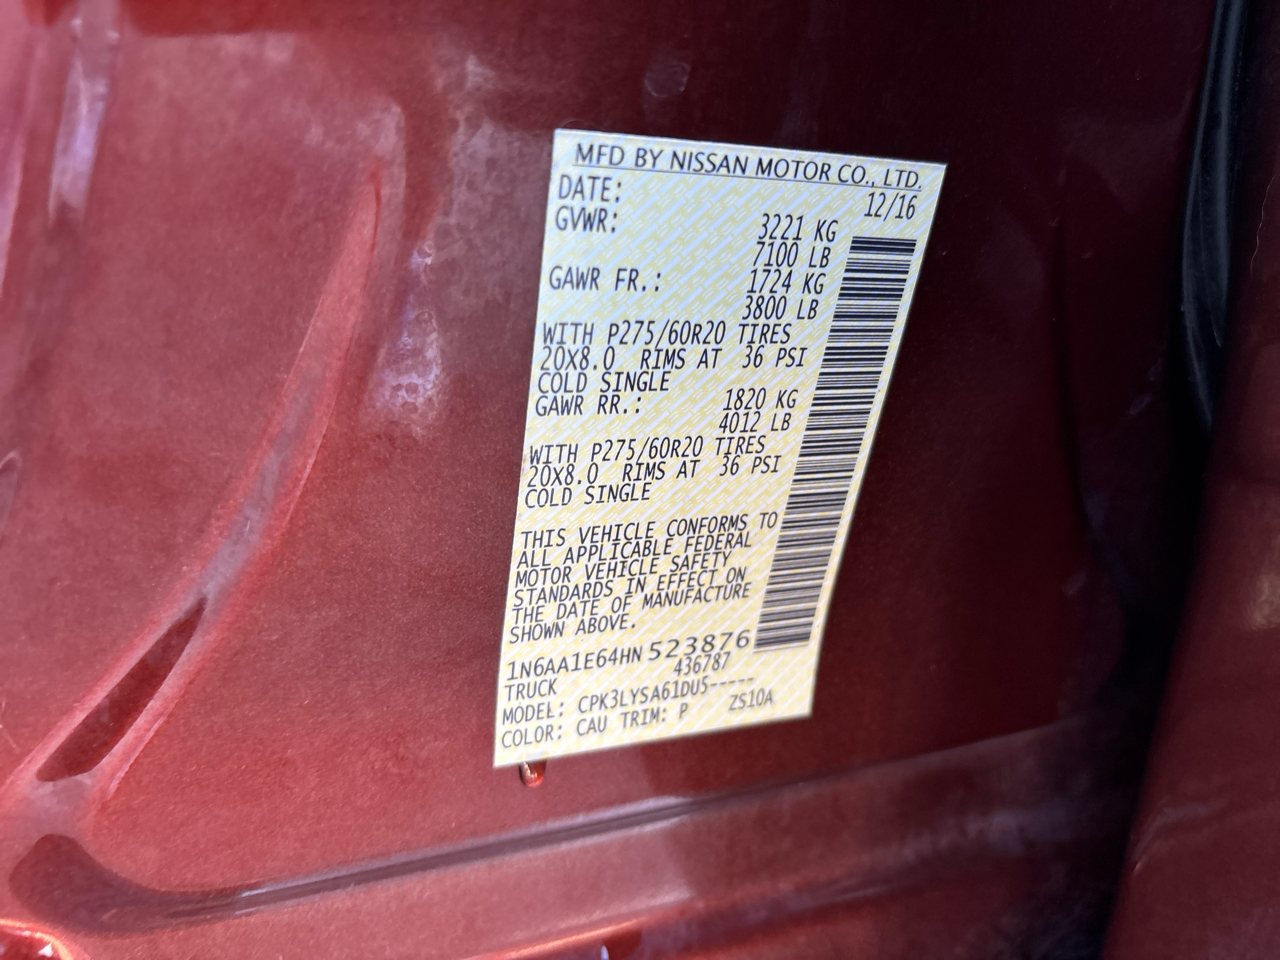 MFD BY NISSAN MOTOR CO., LTD.
DATE: 12/16
GVWR: 3221 KG
7100 LB
GAWR FR.: 1724 KG
3800 LB
WITH P275/60R20 TIRES
20X8.0 RIMS AT 36 PSI
COLD SINGLE
GAWR RR.: 1820 KG
4012 LB
WITH P275/60R20 TIRES
20X8.0 RIMS AT 36 PSI
COLD SINGLE
THIS VEHICLE CONFORMS TO
ALL APPLICABLE FEDERAL
MOTOR VEHICLE SAFETY
STANDARDS IN EFFECT ON
THE DATE OF MANUFACTURE
SHOWN ABOVE.
1N6AA1E64HN523876
TRUCK 436787
MODEL: CPK3LYSA61DU5-----
COLOR: CAU TRIM: P ZS10A